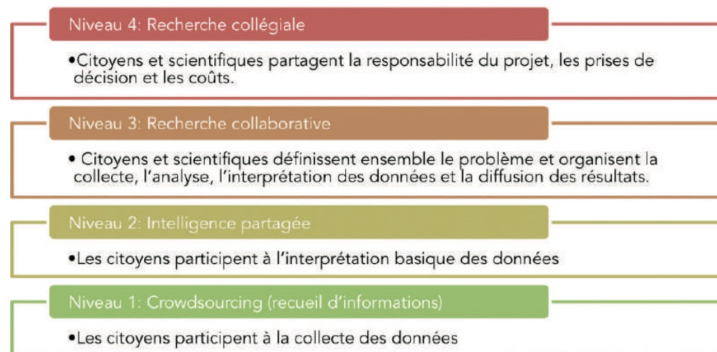 Niveau 4: Recherche collégiale
•Citoyens et scientifiques partagent la responsabilité du projet, les prises de
décision et les coûts.
Niveau 3: Recherche collaborative
• Citoyens et scientifiques définissent ensemble le problème et organisent la
collecte, l'analyse, l'interprétation des données et la diffusion des résultats.
Niveau 2: Intelligence partagée
•Les citoyens participent à l'interprétation basique des données
Niveau 1: Crowdsourcing (recueil d'informations)
•Les citoyens participent à la collecte des données